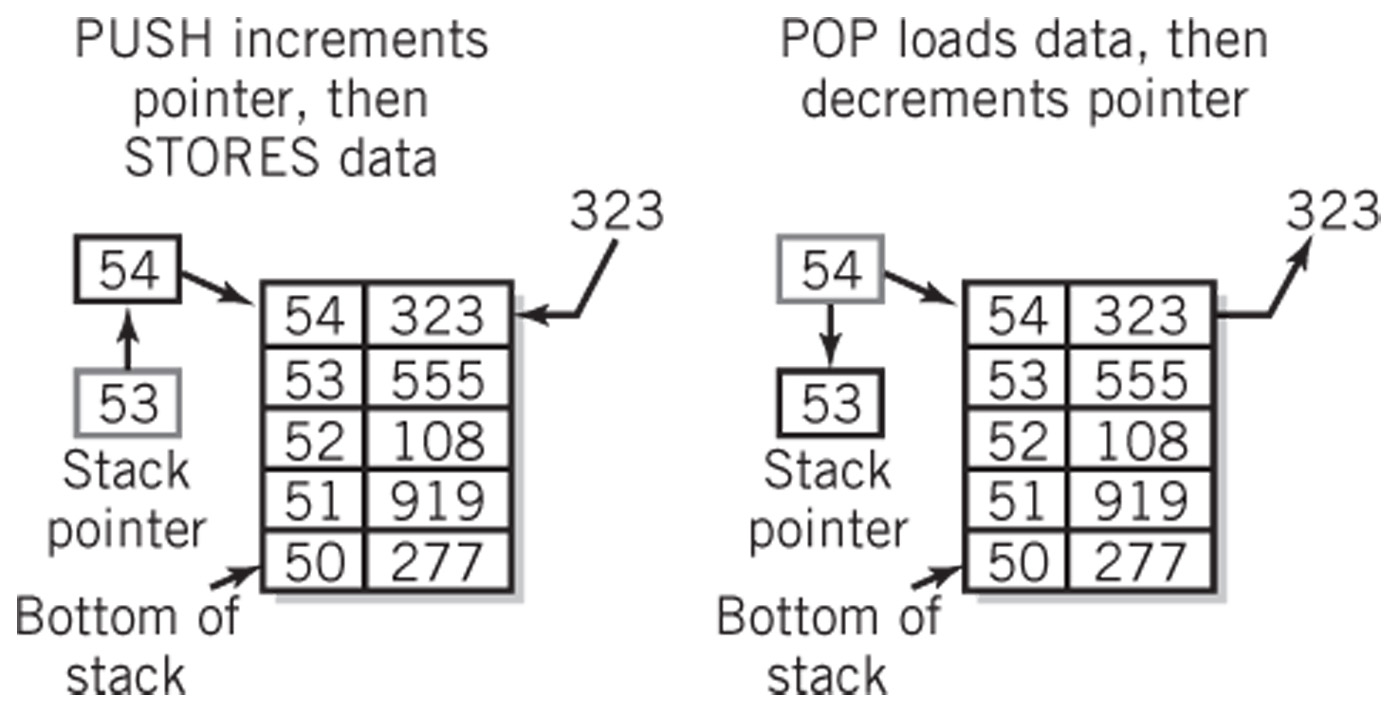 PUSH increments
pointer, then
STORES data
323
54
53
Stack
pointer
Bottom of
stack
54 323
53 555
52 108
51 919
50 277
POP loads data, then
decrements pointer
323
54
53
Stack
pointer
Bottom of
stack
54 323
53 555
52 108
51 919
50 277